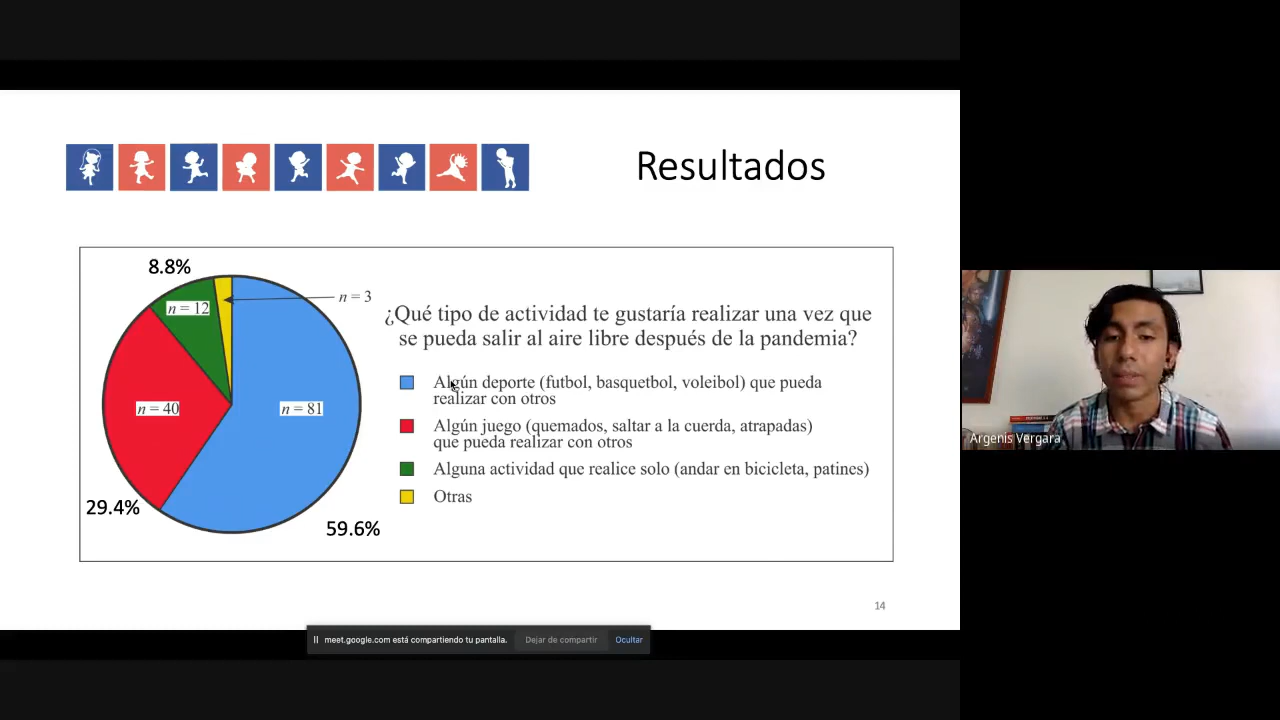 Resultados
8.8%
n = 3
n = 12
¿Qué tipo de actividad te gustaría realizar una vez que
se pueda salir al aire libre después de la pandemia?
Algún deporte (futbol, basquetbol, voleibol) que pueda
realizar con otros
n = 40
n = 81
Algún juego (quemados, saltar a la cuerda, atrapadas)
que pueda realizar con otros
Alguna actividad que realice solo (andar en bicicleta, patines)
Otras
29.4%
59.6%
14
Argenis Vergara
meet.google.com está compartiendo tu pantalla.
Dejar de compartir
Ocultar